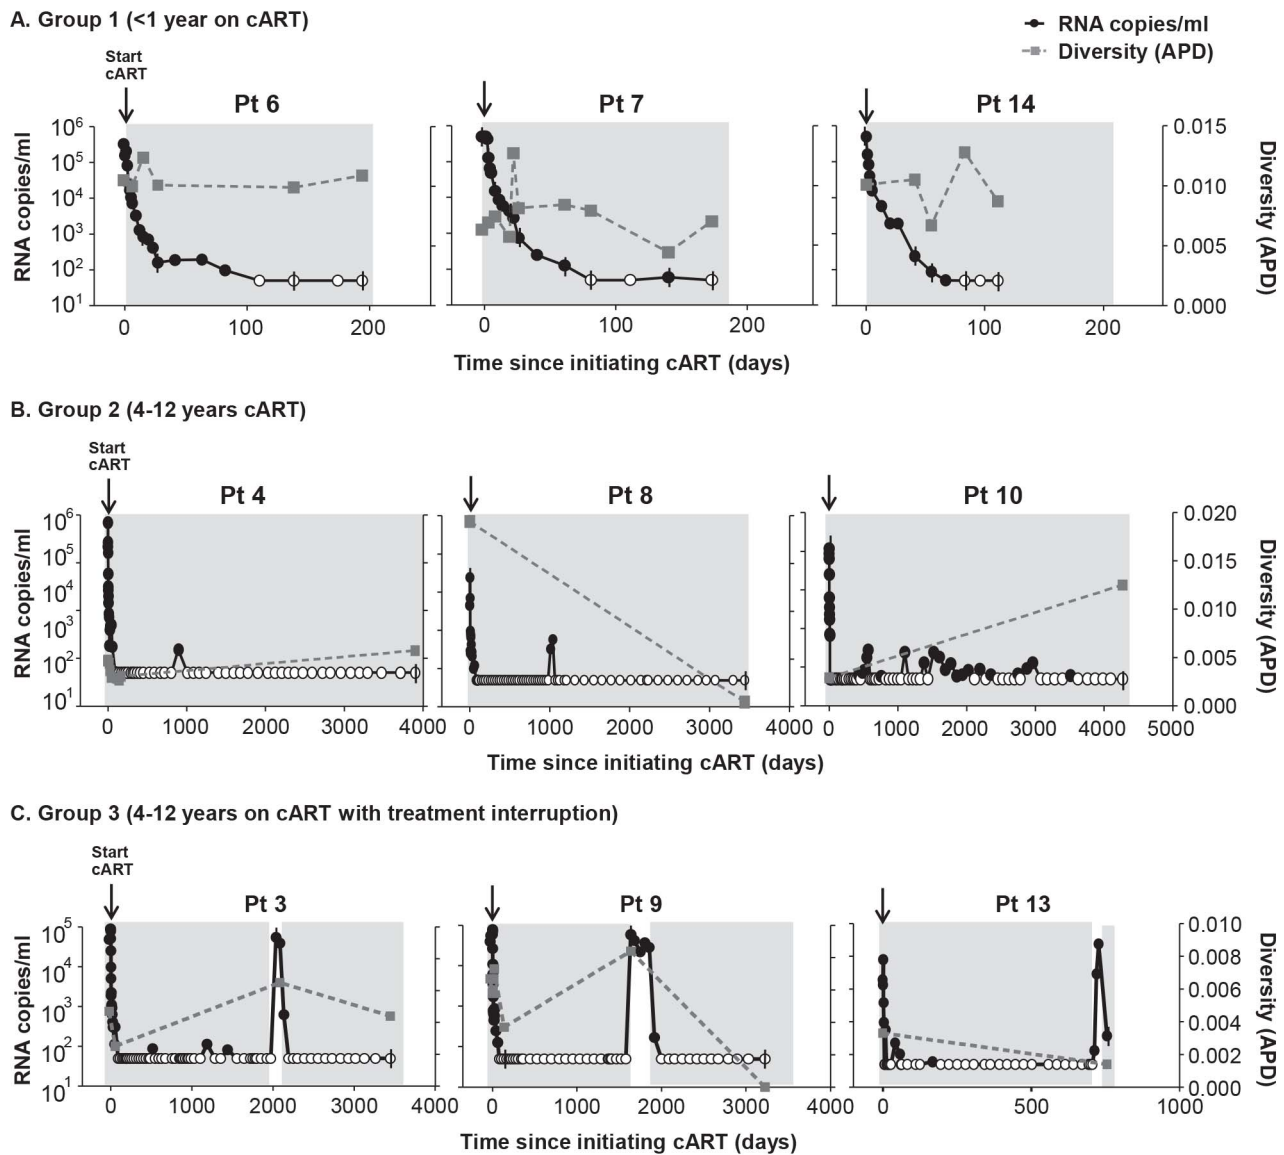 A. Group 1 (<1 year on cART)
RNA copies/ml
Diversity (APD)
Start
cART
Pt 6
Pt 7
Pt 14
RNA copies/ml
10^6
10^5
10^4
10^3
10^2
10^1
0.015
0.010
0.005
0.000
Diversity (APD)
0 100 200
0 100 200
0 100 200
Time since initiating cART (days)
B. Group 2 (4-12 years cART)
Start
cART
Pt 4
Pt 8
Pt 10
RNA copies/ml
10^6
10^5
10^4
10^3
10^2
10^1
0.020
0.015
0.010
0.005
0.000
Diversity (APD)
0 1000 2000 3000 4000
0 1000 2000 3000 4000
0 1000 2000 3000 4000 5000
Time since initiating cART (days)
C. Group 3 (4-12 years on cART with treatment interruption)
Start
cART
Pt 3
Pt 9
Pt 13
RNA copies/ml
10^5
10^4
10^3
10^2
10^1
0.010
0.008
0.006
0.004
0.002
0.000
Diversity (APD)
0 1000 2000 3000 4000
0 1000 2000 3000 4000
0 500 1000
Time since initiating cART (days)